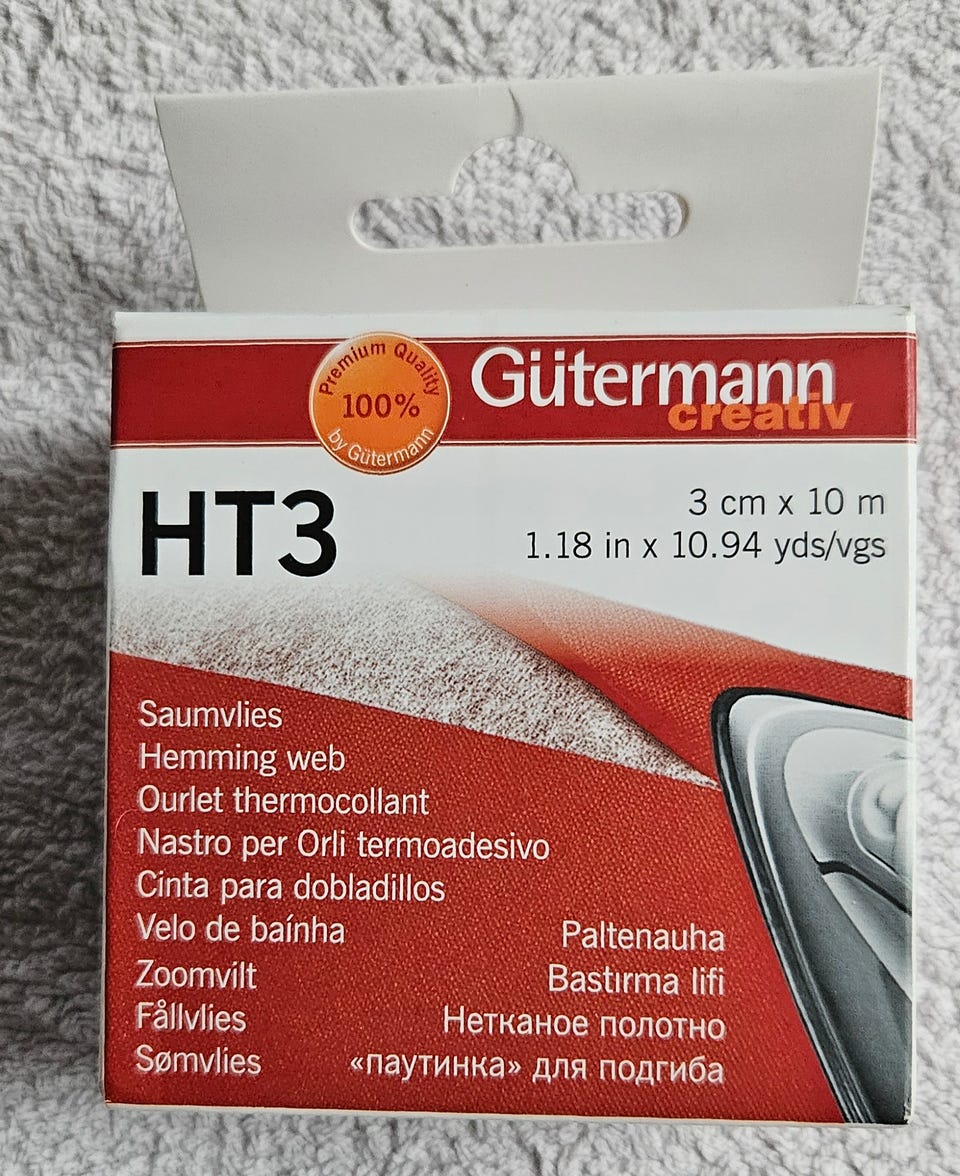 Premium Quality
100%
by Gütermann
Gütermann
creativ
HT3
3 cm x 10 m
1.18 in x 10.94 yds/vgs
Saumvlies
Hemming web
Ourlet thermocollant
Nastro per Orli termoadesivo
Cinta para dobladillos
Velo de baínha
Zoomvilt
Fållvlies
Sømvlies
Paltenauha
Bastırma lifi
Нетканое полотно
«паутинка» для подгиба